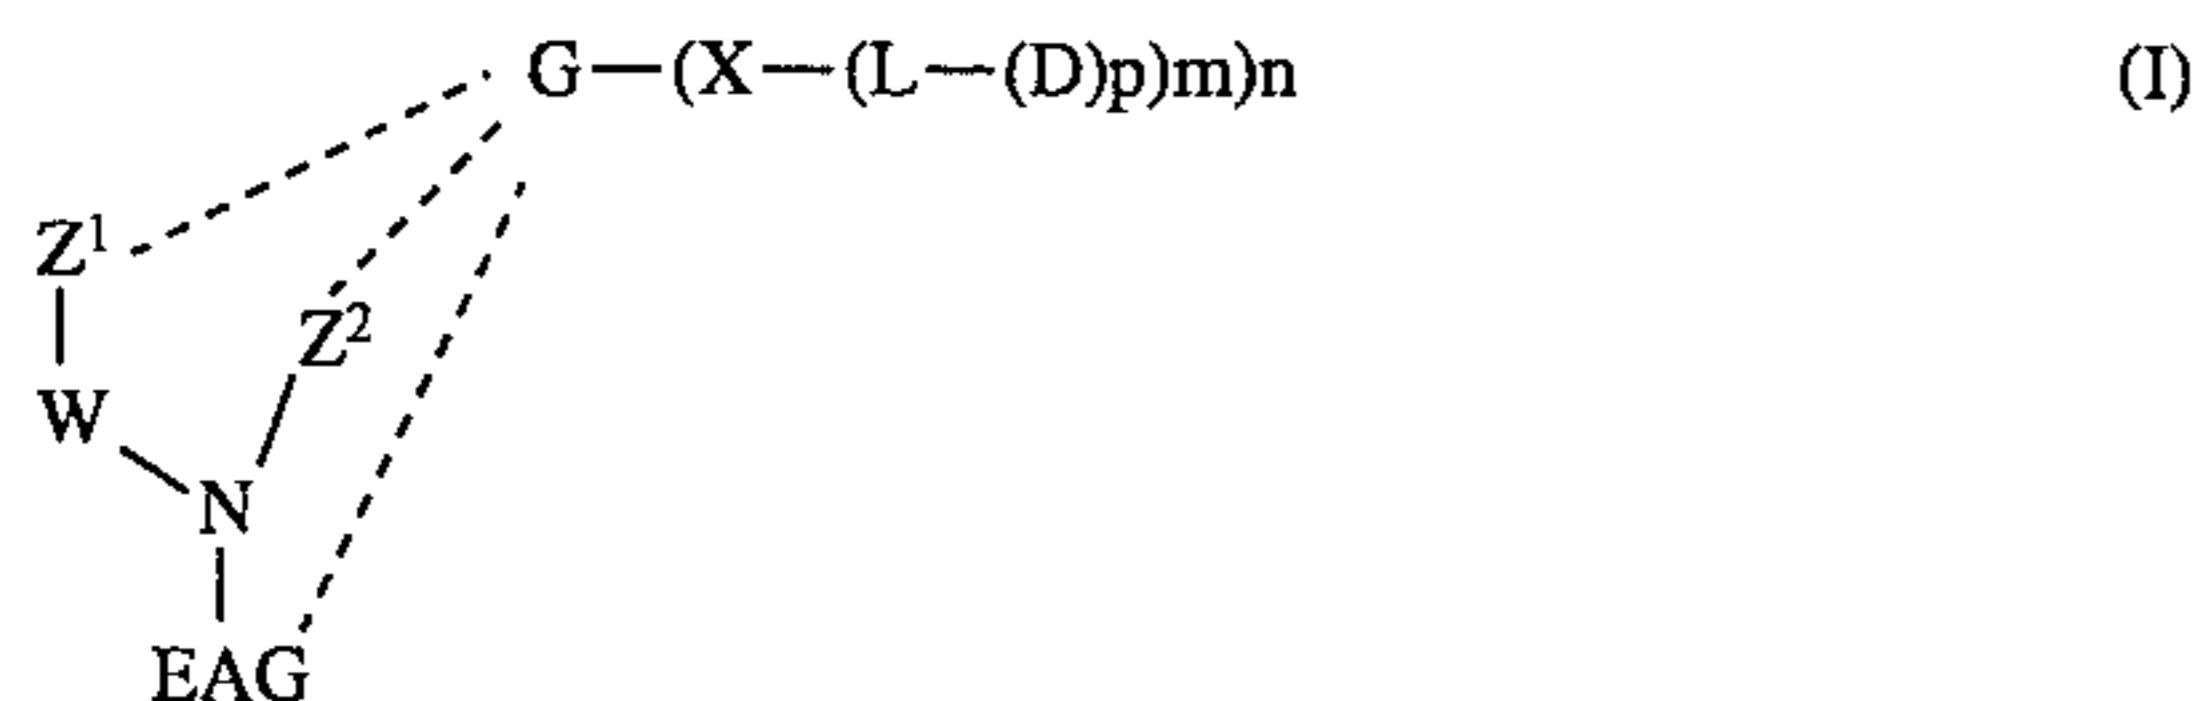 G—(X—(L—(D)p)m)n (I)
Z¹
Z²
W
N
EAG